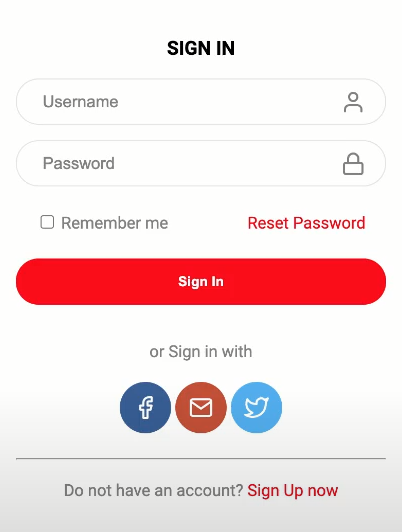 SIGN IN
Username
Password
Remember me Reset Password
Sign In
or Sign in with
Do not have an account? Sign Up now